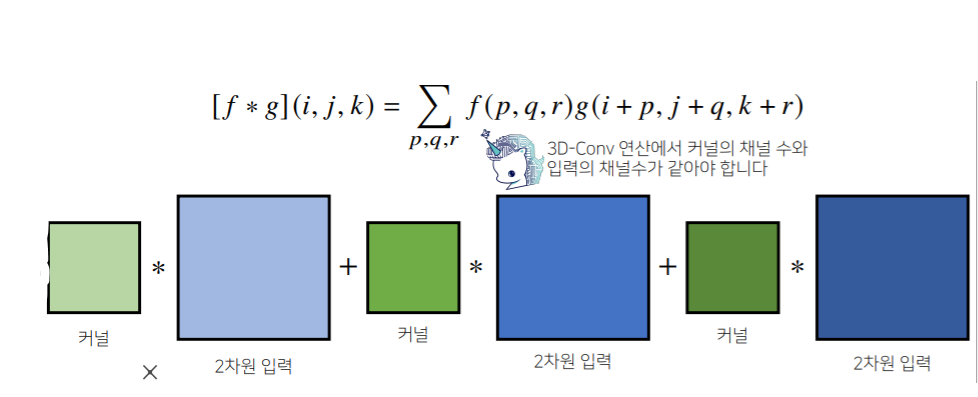 [f * g](i, j, k) = ∑ f(p, q, r)g(i + p, j + q, k + r)
p,q,r
3D-Conv 연산에서 커널의 채널 수와
입력의 채널수가 같아야 합니다
* + * + *
커널 커널 커널
× 2차원 입력 2차원 입력 2차원 입력